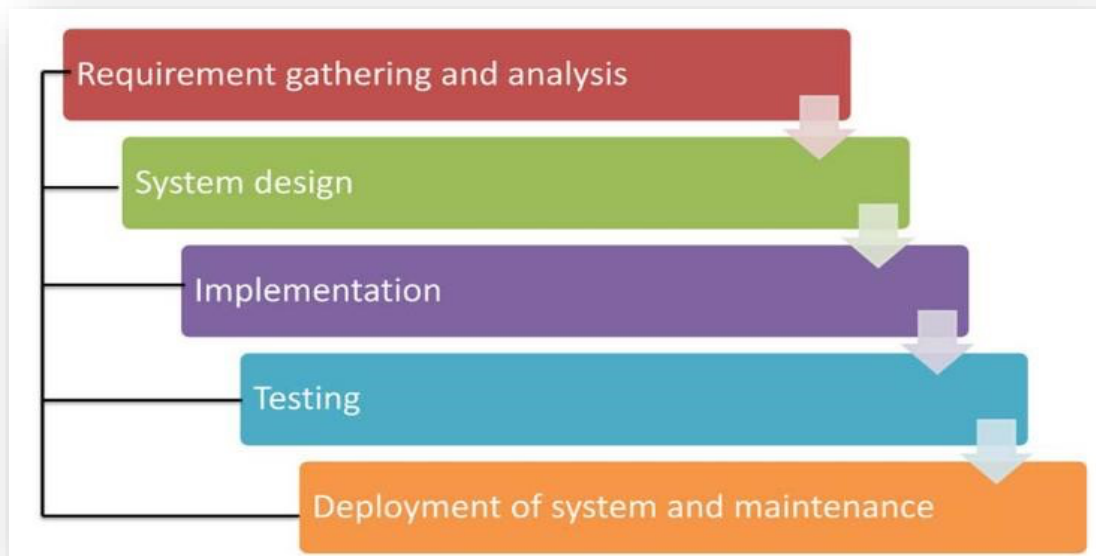 Requirement gathering and analysis
System design
Implementation
Testing
Deployment of system and maintenance